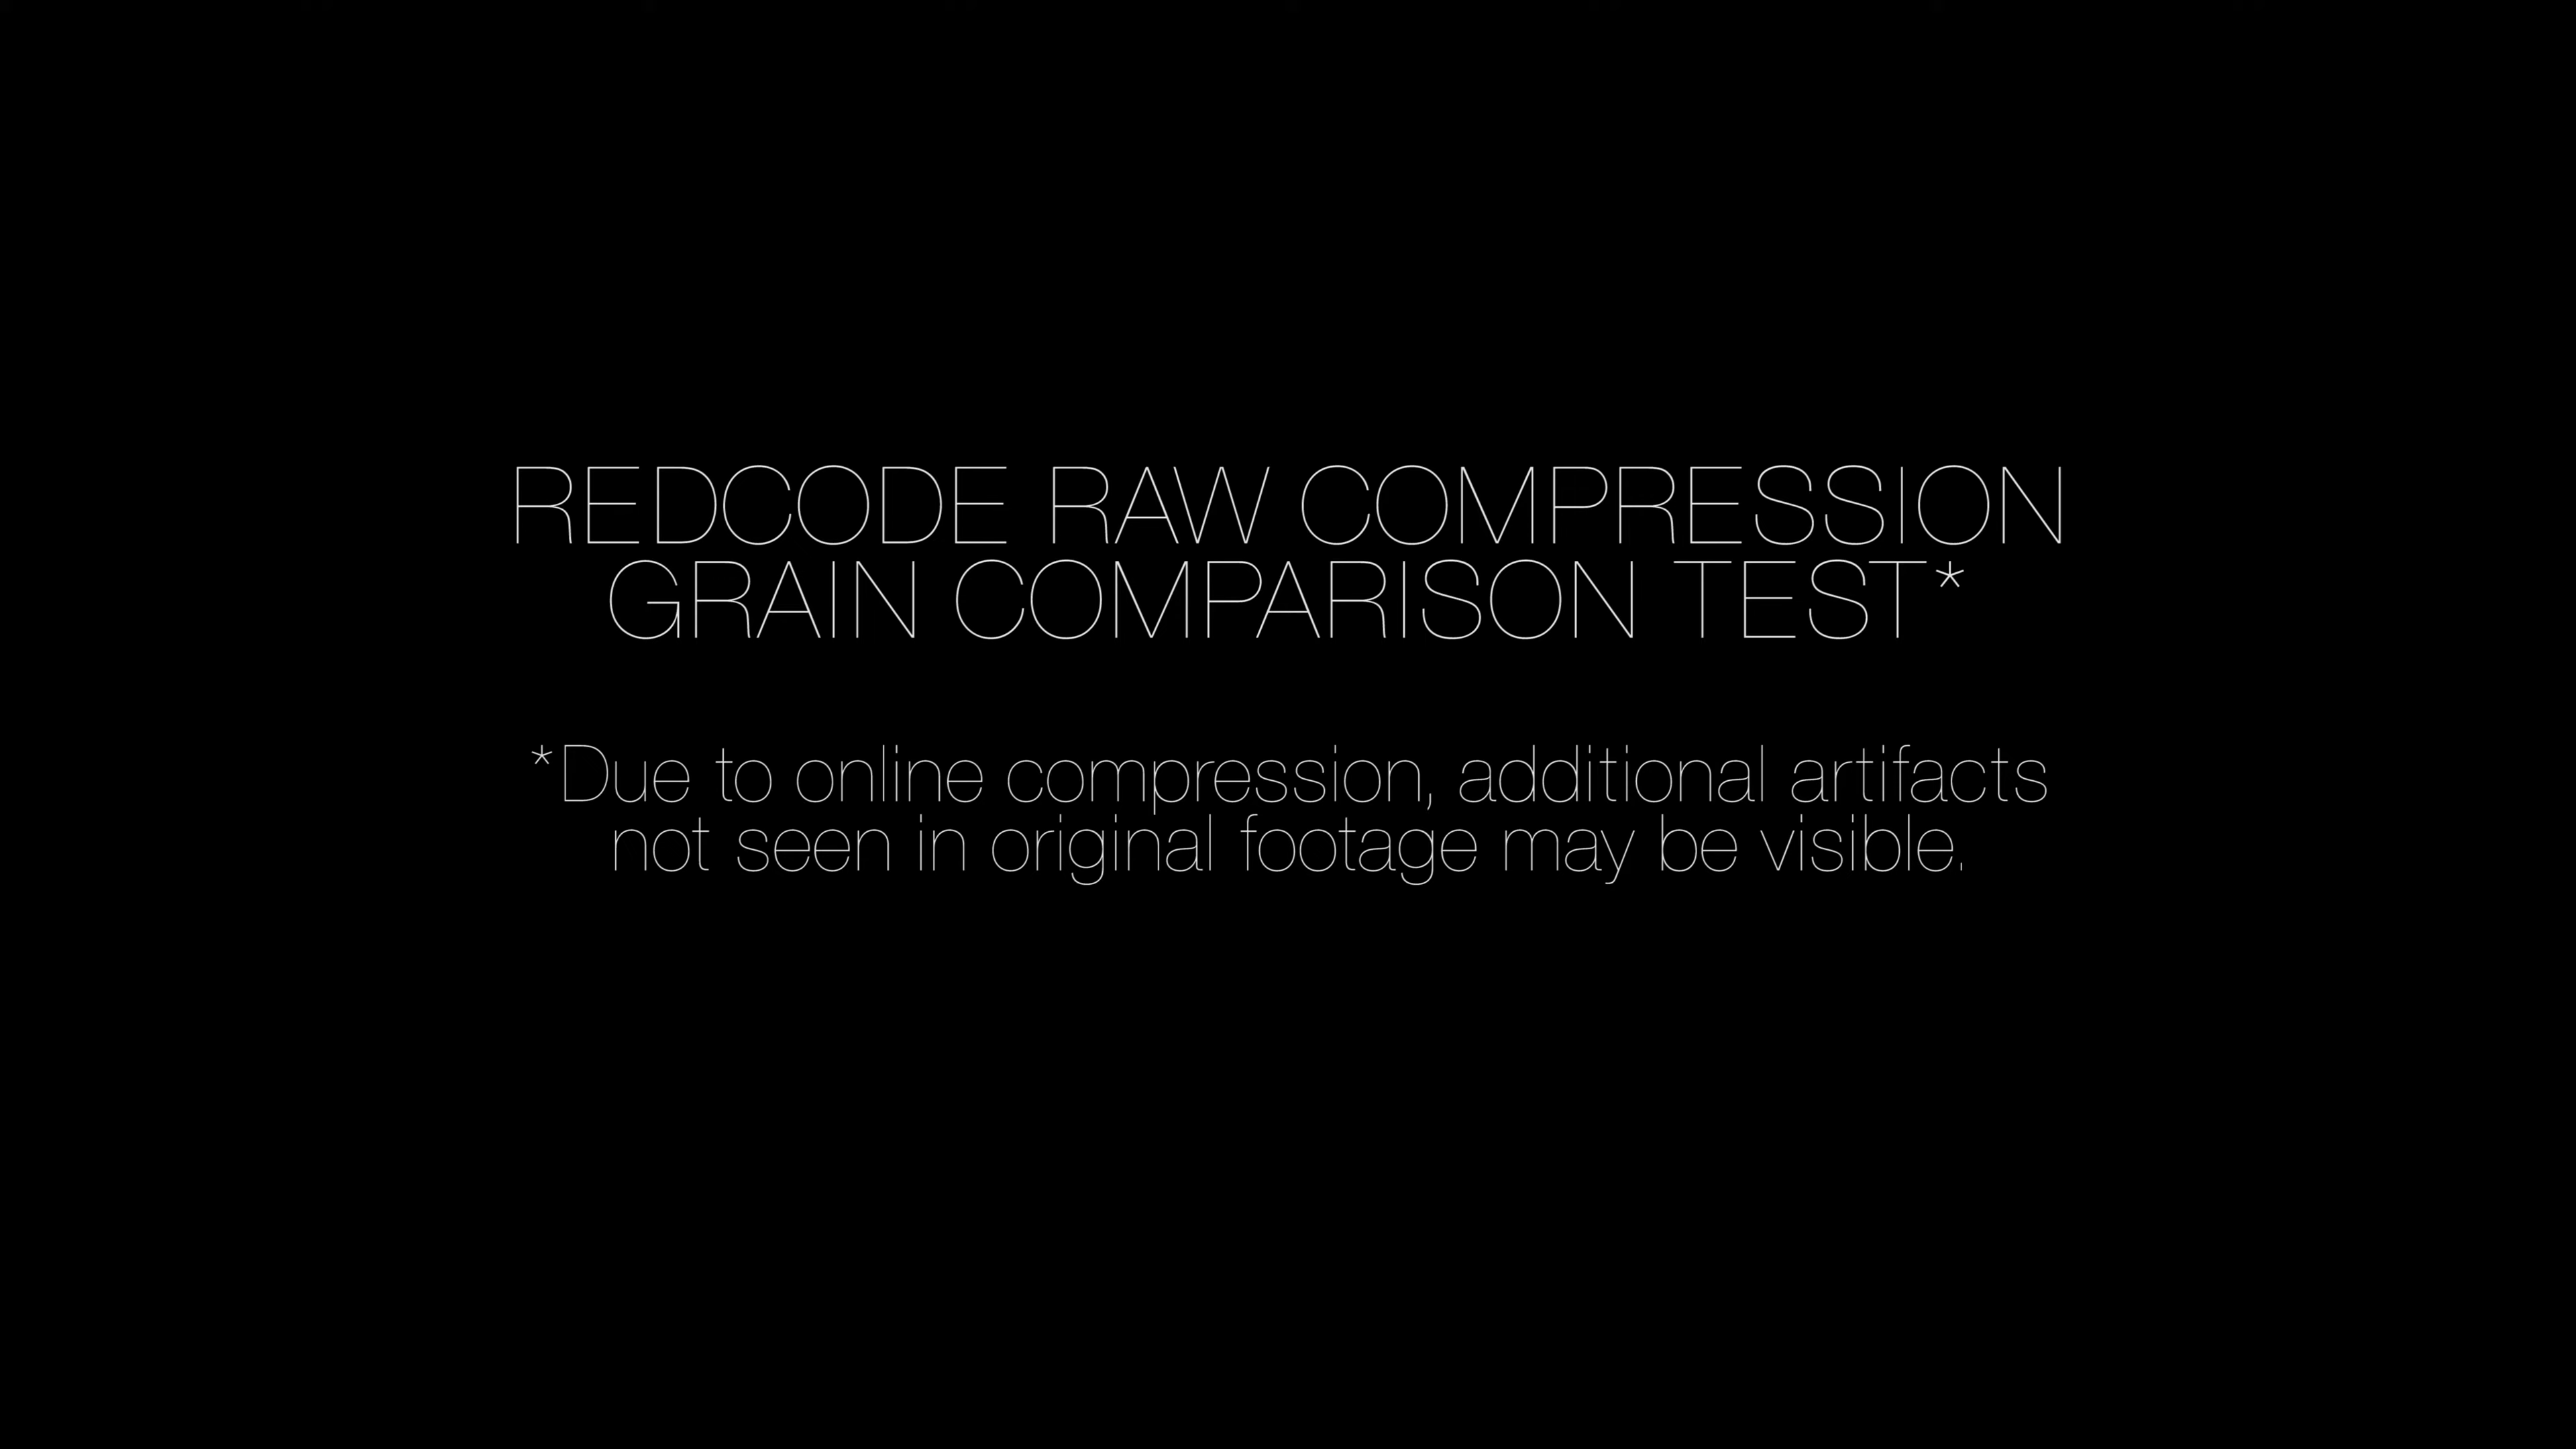 REDCODE RAW COMPRESSION
GRAIN COMPARISON TEST*
*Due to online compression, additional artifacts
not seen in original footage may be visible.